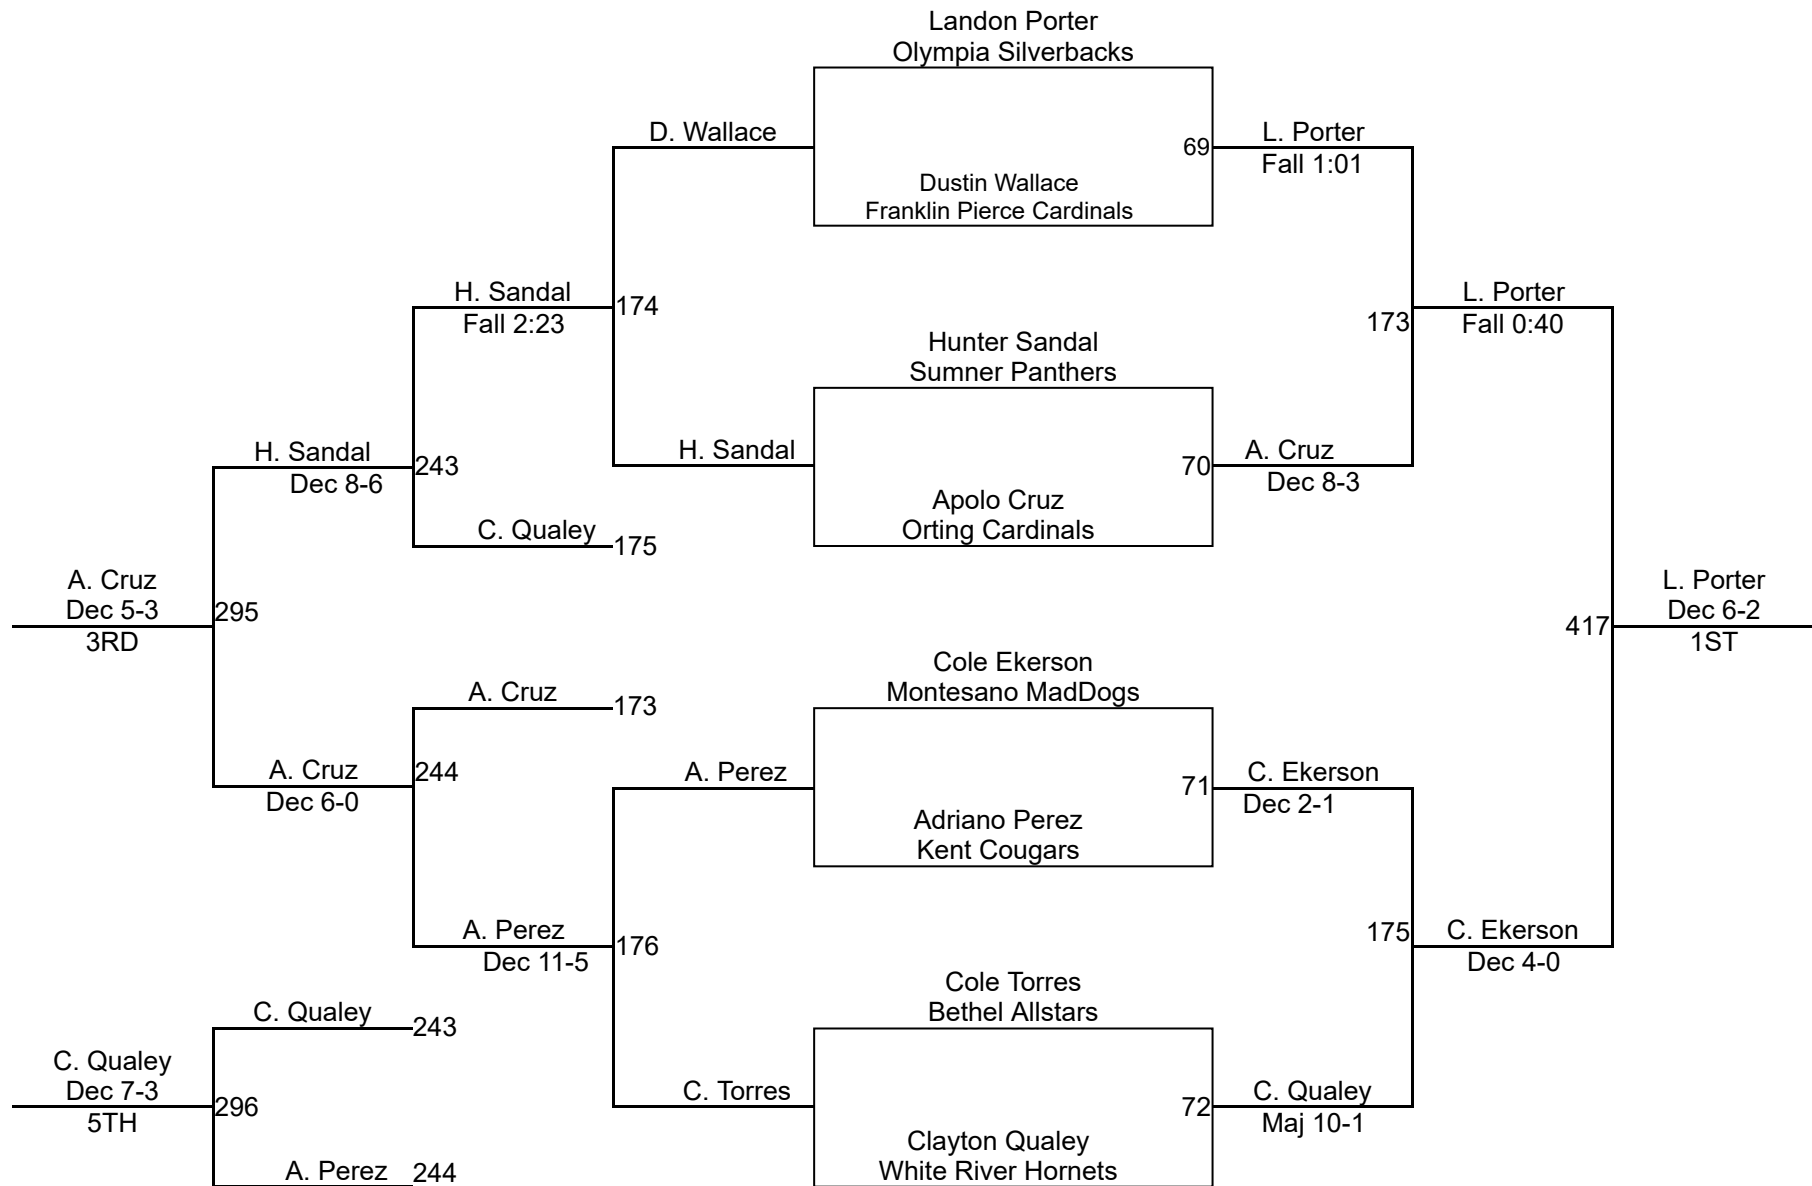 Landon Porter
Olympia Silverbacks
D. Wallace
69
L. Porter
Fall 1:01
Dustin Wallace
Franklin Pierce Cardinals
H. Sandal
Fall 2:23
174
173
L. Porter
Fall 0:40
Hunter Sandal
Sumner Panthers
H. Sandal
Dec 8-6
243
H. Sandal
70
A. Cruz
Dec 8-3
Apolo Cruz
Orting Cardinals
C. Qualey
175
A. Cruz
Dec 5-3
3RD
295
417
L. Porter
Dec 6-2
1ST
Cole Ekerson
Montesano MadDogs
A. Cruz
173
A. Cruz
Dec 6-0
244
A. Perez
71
C. Ekerson
Dec 2-1
Adriano Perez
Kent Cougars
A. Perez
Dec 11-5
176
175
C. Ekerson
Dec 4-0
Cole Torres
Bethel Allstars
C. Qualey
243
C. Qualey
Dec 7-3
5TH
296
C. Torres
72
C. Qualey
Maj 10-1
Clayton Qualey
White River Hornets
A. Perez
244